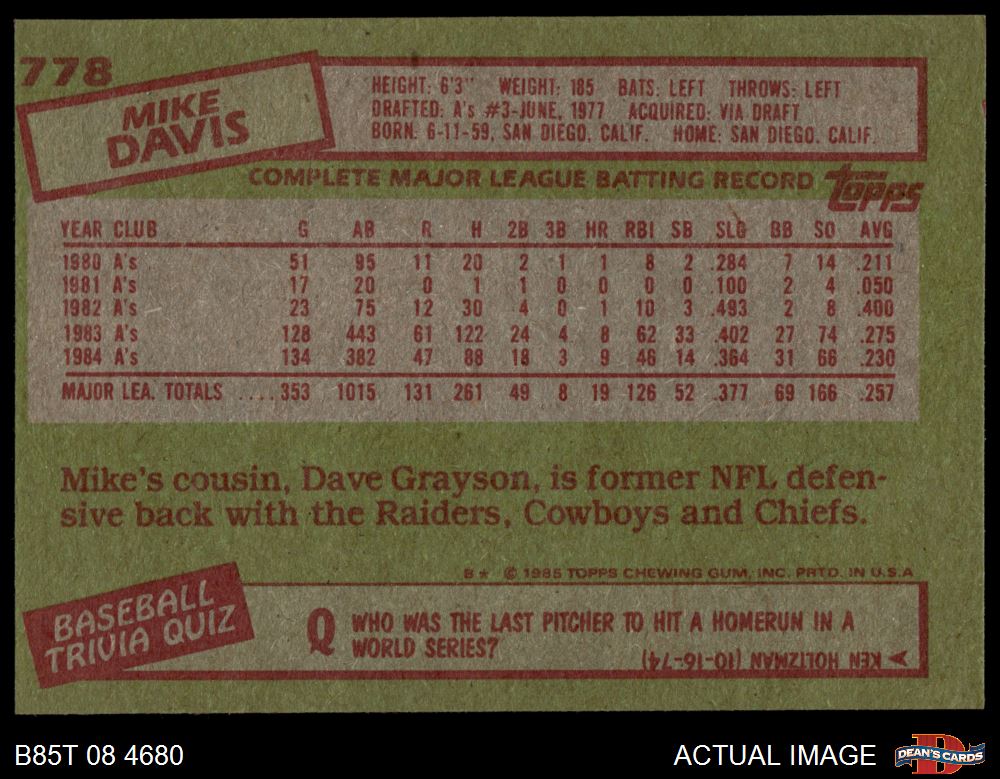 778
MIKE
DAVIS
HEIGHT: 6'3" WEIGHT: 185 BATS: LEFT THROWS: LEFT
DRAFTED: A's #3-JUNE, 1977 ACQUIRED: VIA DRAFT
BORN: 6-11-59, SAN DIEGO, CALIF. HOME: SAN DIEGO, CALIF.
COMPLETE MAJOR LEAGUE BATTING RECORD topps
YEAR CLUB G AB R H 2B 3B HR RBI SB SLG BB SO AVG
1980 A's 51 95 11 20 2 1 1 8 2 .284 7 14 .211
1981 A's 17 20 0 1 1 0 0 0 0 .100 2 4 .050
1982 A's 23 75 12 30 4 0 1 10 3 .493 2 8 .400
1983 A's 128 443 61 122 24 4 8 62 33 .402 27 74 .275
1984 A's 134 382 47 88 18 3 9 46 14 .364 31 66 .230
MAJOR LEA. TOTALS ....353 1015 131 261 49 8 19 126 52 .377 69 166 .257
Mike's cousin, Dave Grayson, is former NFL defen-
sive back with the Raiders, Cowboys and Chiefs.
B★ © 1985 TOPPS CHEWING GUM, INC. PRTD. IN U.S.A
BASEBALL
TRIVIA QUIZ
Q WHO WAS THE LAST PITCHER TO HIT A HOMERUN IN A
WORLD SERIES?
➤ KEN HOLTZMAN (10-16-74)
B85T 08 4680
ACTUAL IMAGE
D
DEAN'S CARDS